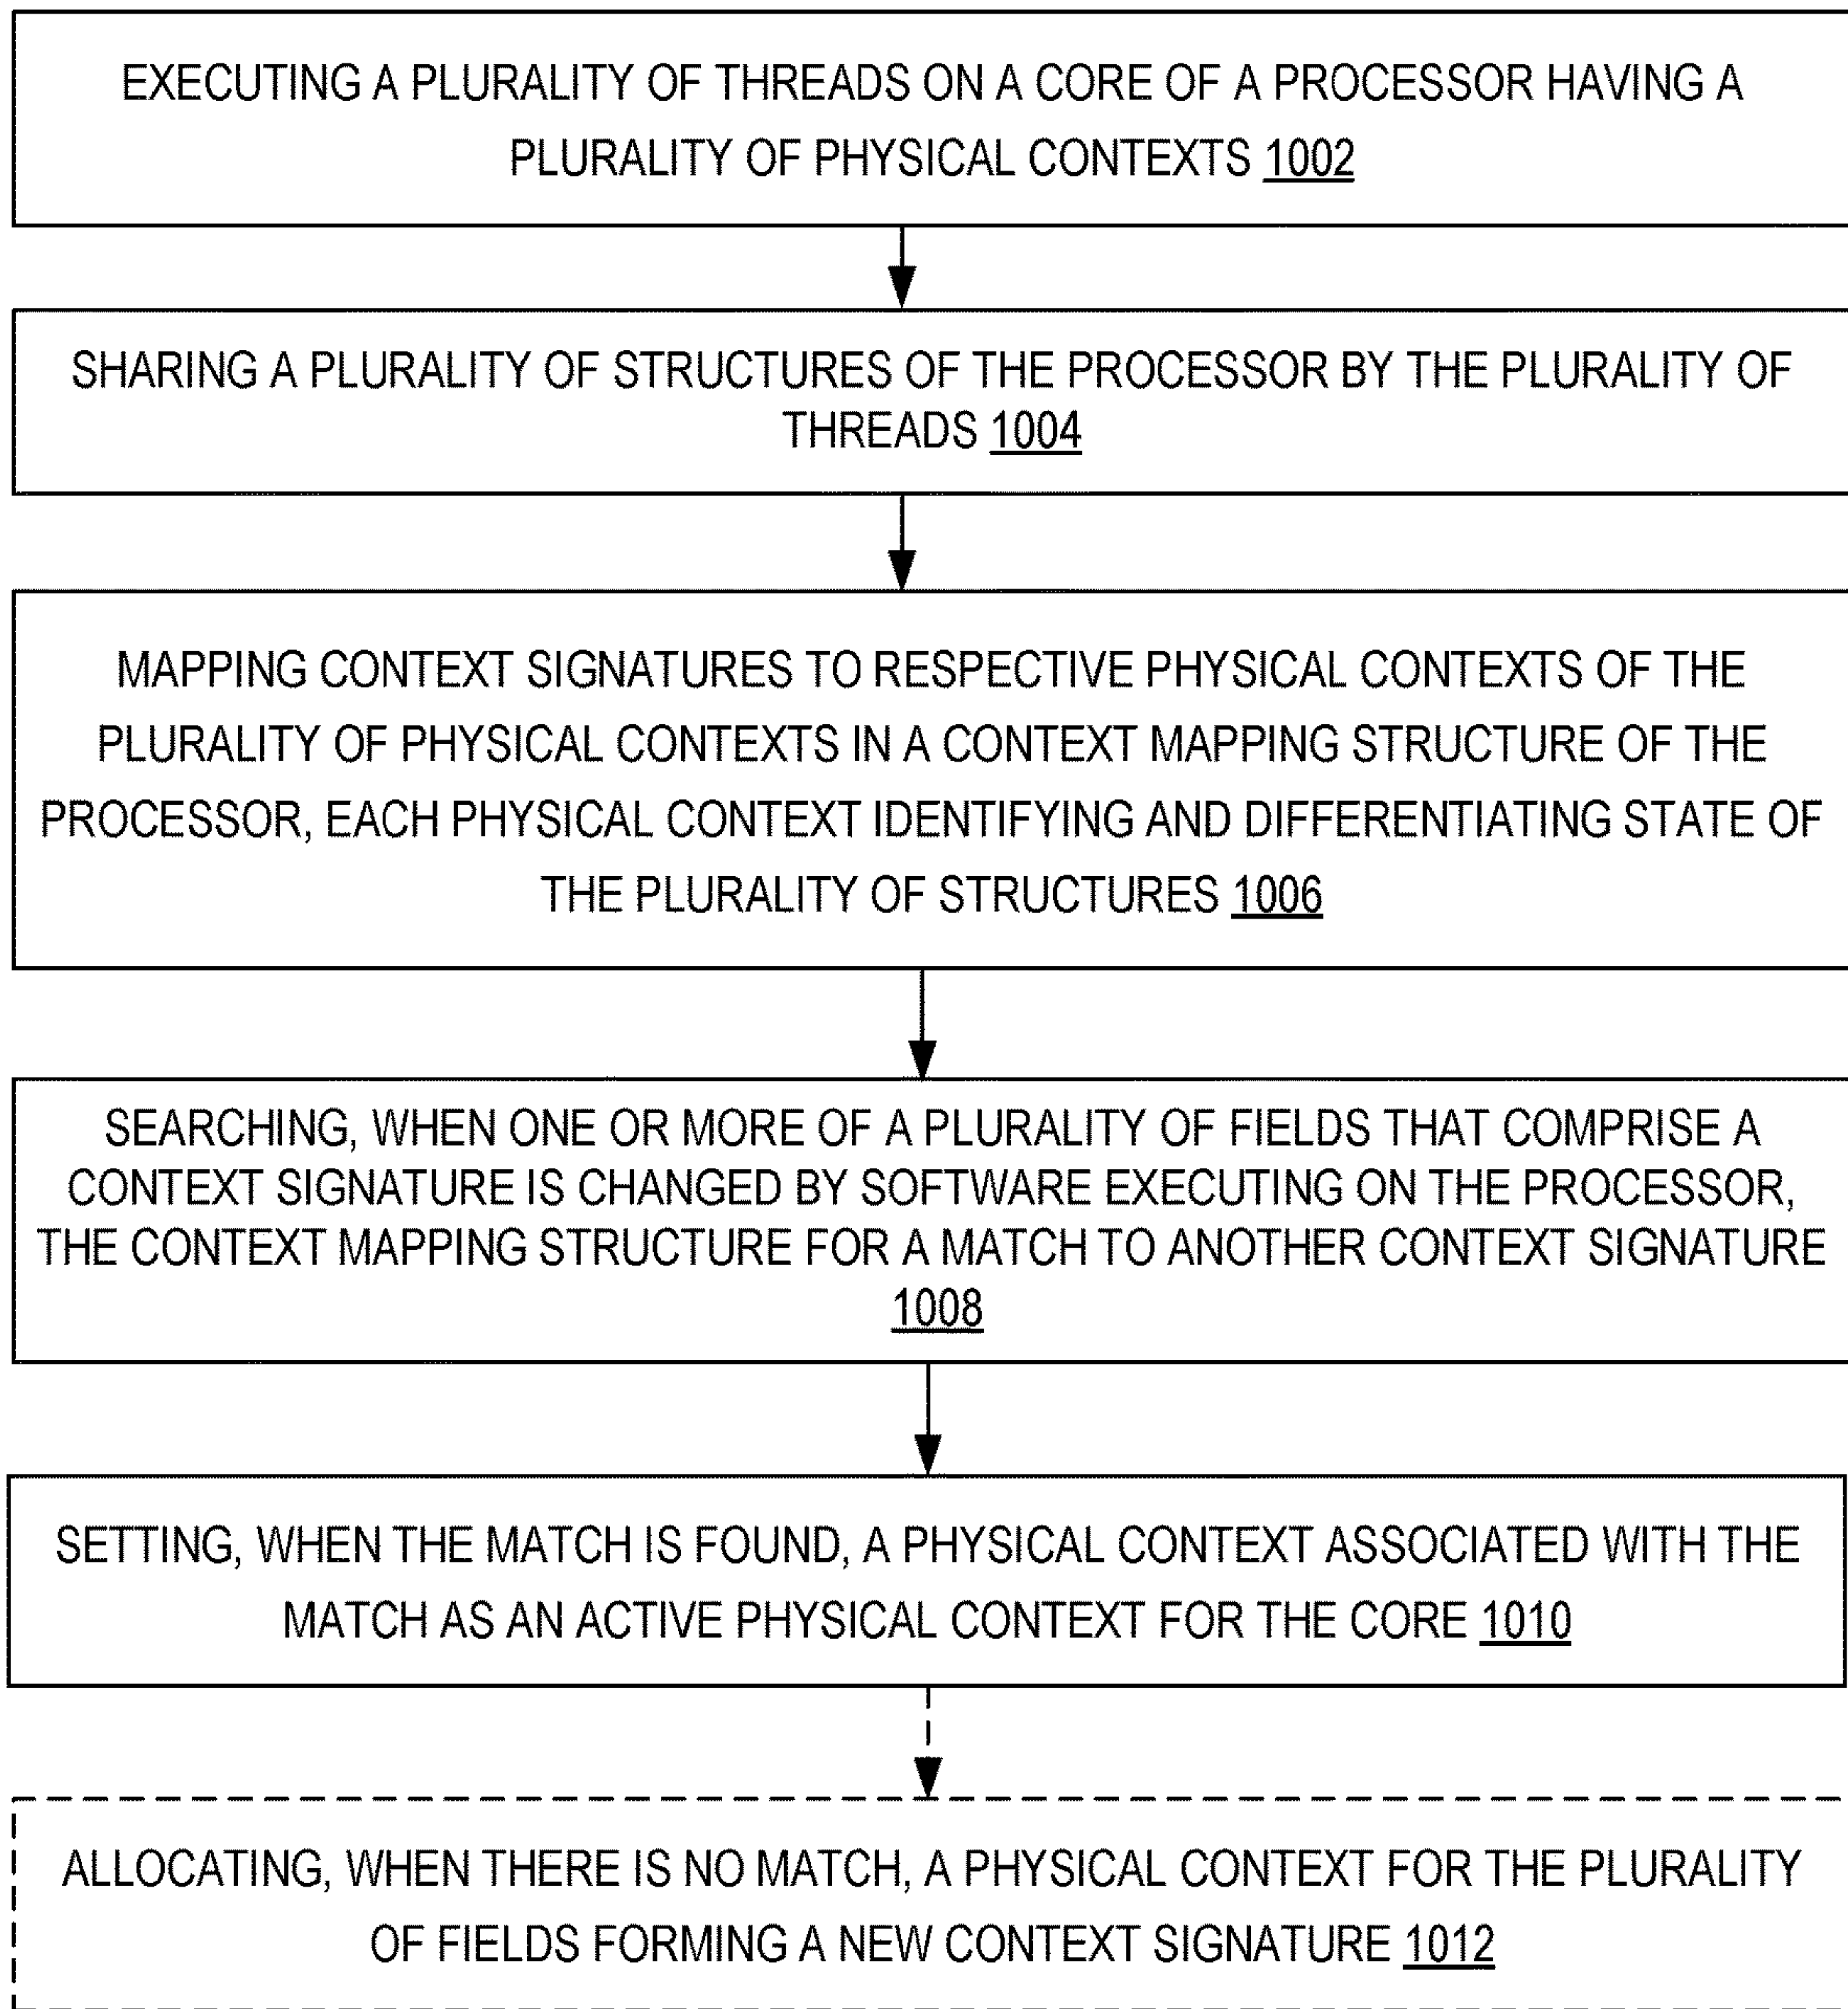 EXECUTING A PLURALITY OF THREADS ON A CORE OF A PROCESSOR HAVING A
PLURALITY OF PHYSICAL CONTEXTS 1002
SHARING A PLURALITY OF STRUCTURES OF THE PROCESSOR BY THE PLURALITY OF
THREADS 1004
MAPPING CONTEXT SIGNATURES TO RESPECTIVE PHYSICAL CONTEXTS OF THE
PLURALITY OF PHYSICAL CONTEXTS IN A CONTEXT MAPPING STRUCTURE OF THE
PROCESSOR, EACH PHYSICAL CONTEXT IDENTIFYING AND DIFFERENTIATING STATE OF
THE PLURALITY OF STRUCTURES 1006
SEARCHING, WHEN ONE OR MORE OF A PLURALITY OF FIELDS THAT COMPRISE A
CONTEXT SIGNATURE IS CHANGED BY SOFTWARE EXECUTING ON THE PROCESSOR,
THE CONTEXT MAPPING STRUCTURE FOR A MATCH TO ANOTHER CONTEXT SIGNATURE
1008
SETTING, WHEN THE MATCH IS FOUND, A PHYSICAL CONTEXT ASSOCIATED WITH THE
MATCH AS AN ACTIVE PHYSICAL CONTEXT FOR THE CORE 1010
ALLOCATING, WHEN THERE IS NO MATCH, A PHYSICAL CONTEXT FOR THE PLURALITY
OF FIELDS FORMING A NEW CONTEXT SIGNATURE 1012